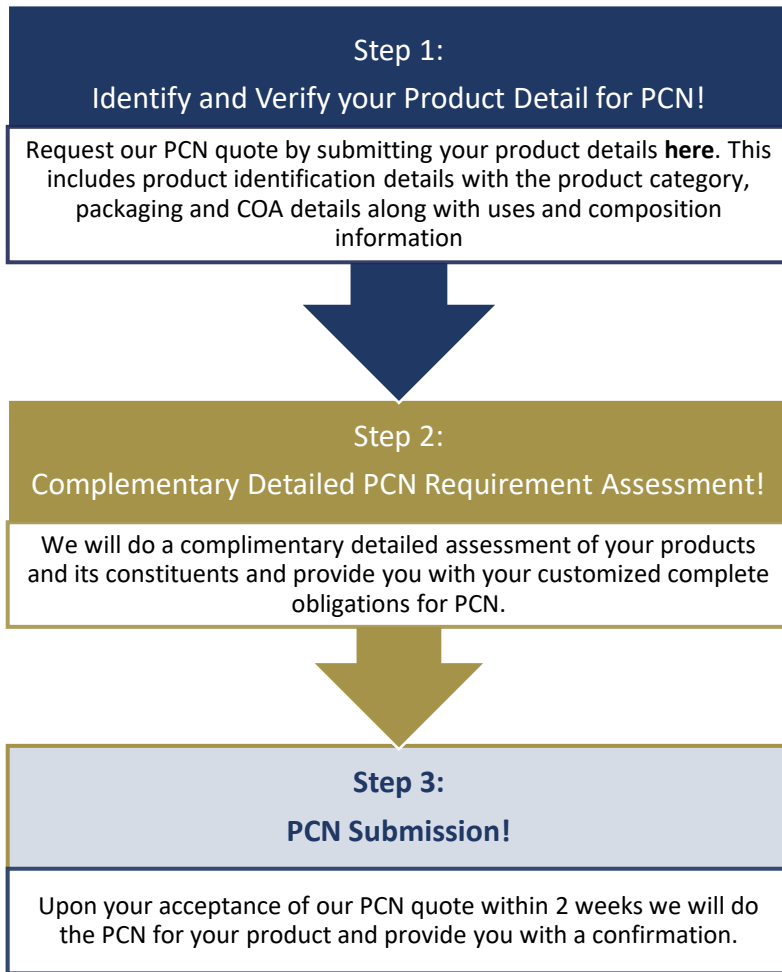 Step 1:
Identify and Verify your Product Detail for PCN!
Request our PCN quote by submitting your product details here. This
includes product identification details with the product category,
packaging and COA details along with uses and composition
information
Step 2:
Complementary Detailed PCN Requirement Assessment!
We will do a complimentary detailed assessment of your products
and its constituents and provide you with your customized complete
obligations for PCN.
Step 3:
PCN Submission!
Upon your acceptance of our PCN quote within 2 weeks we will do
the PCN for your product and provide you with a confirmation.